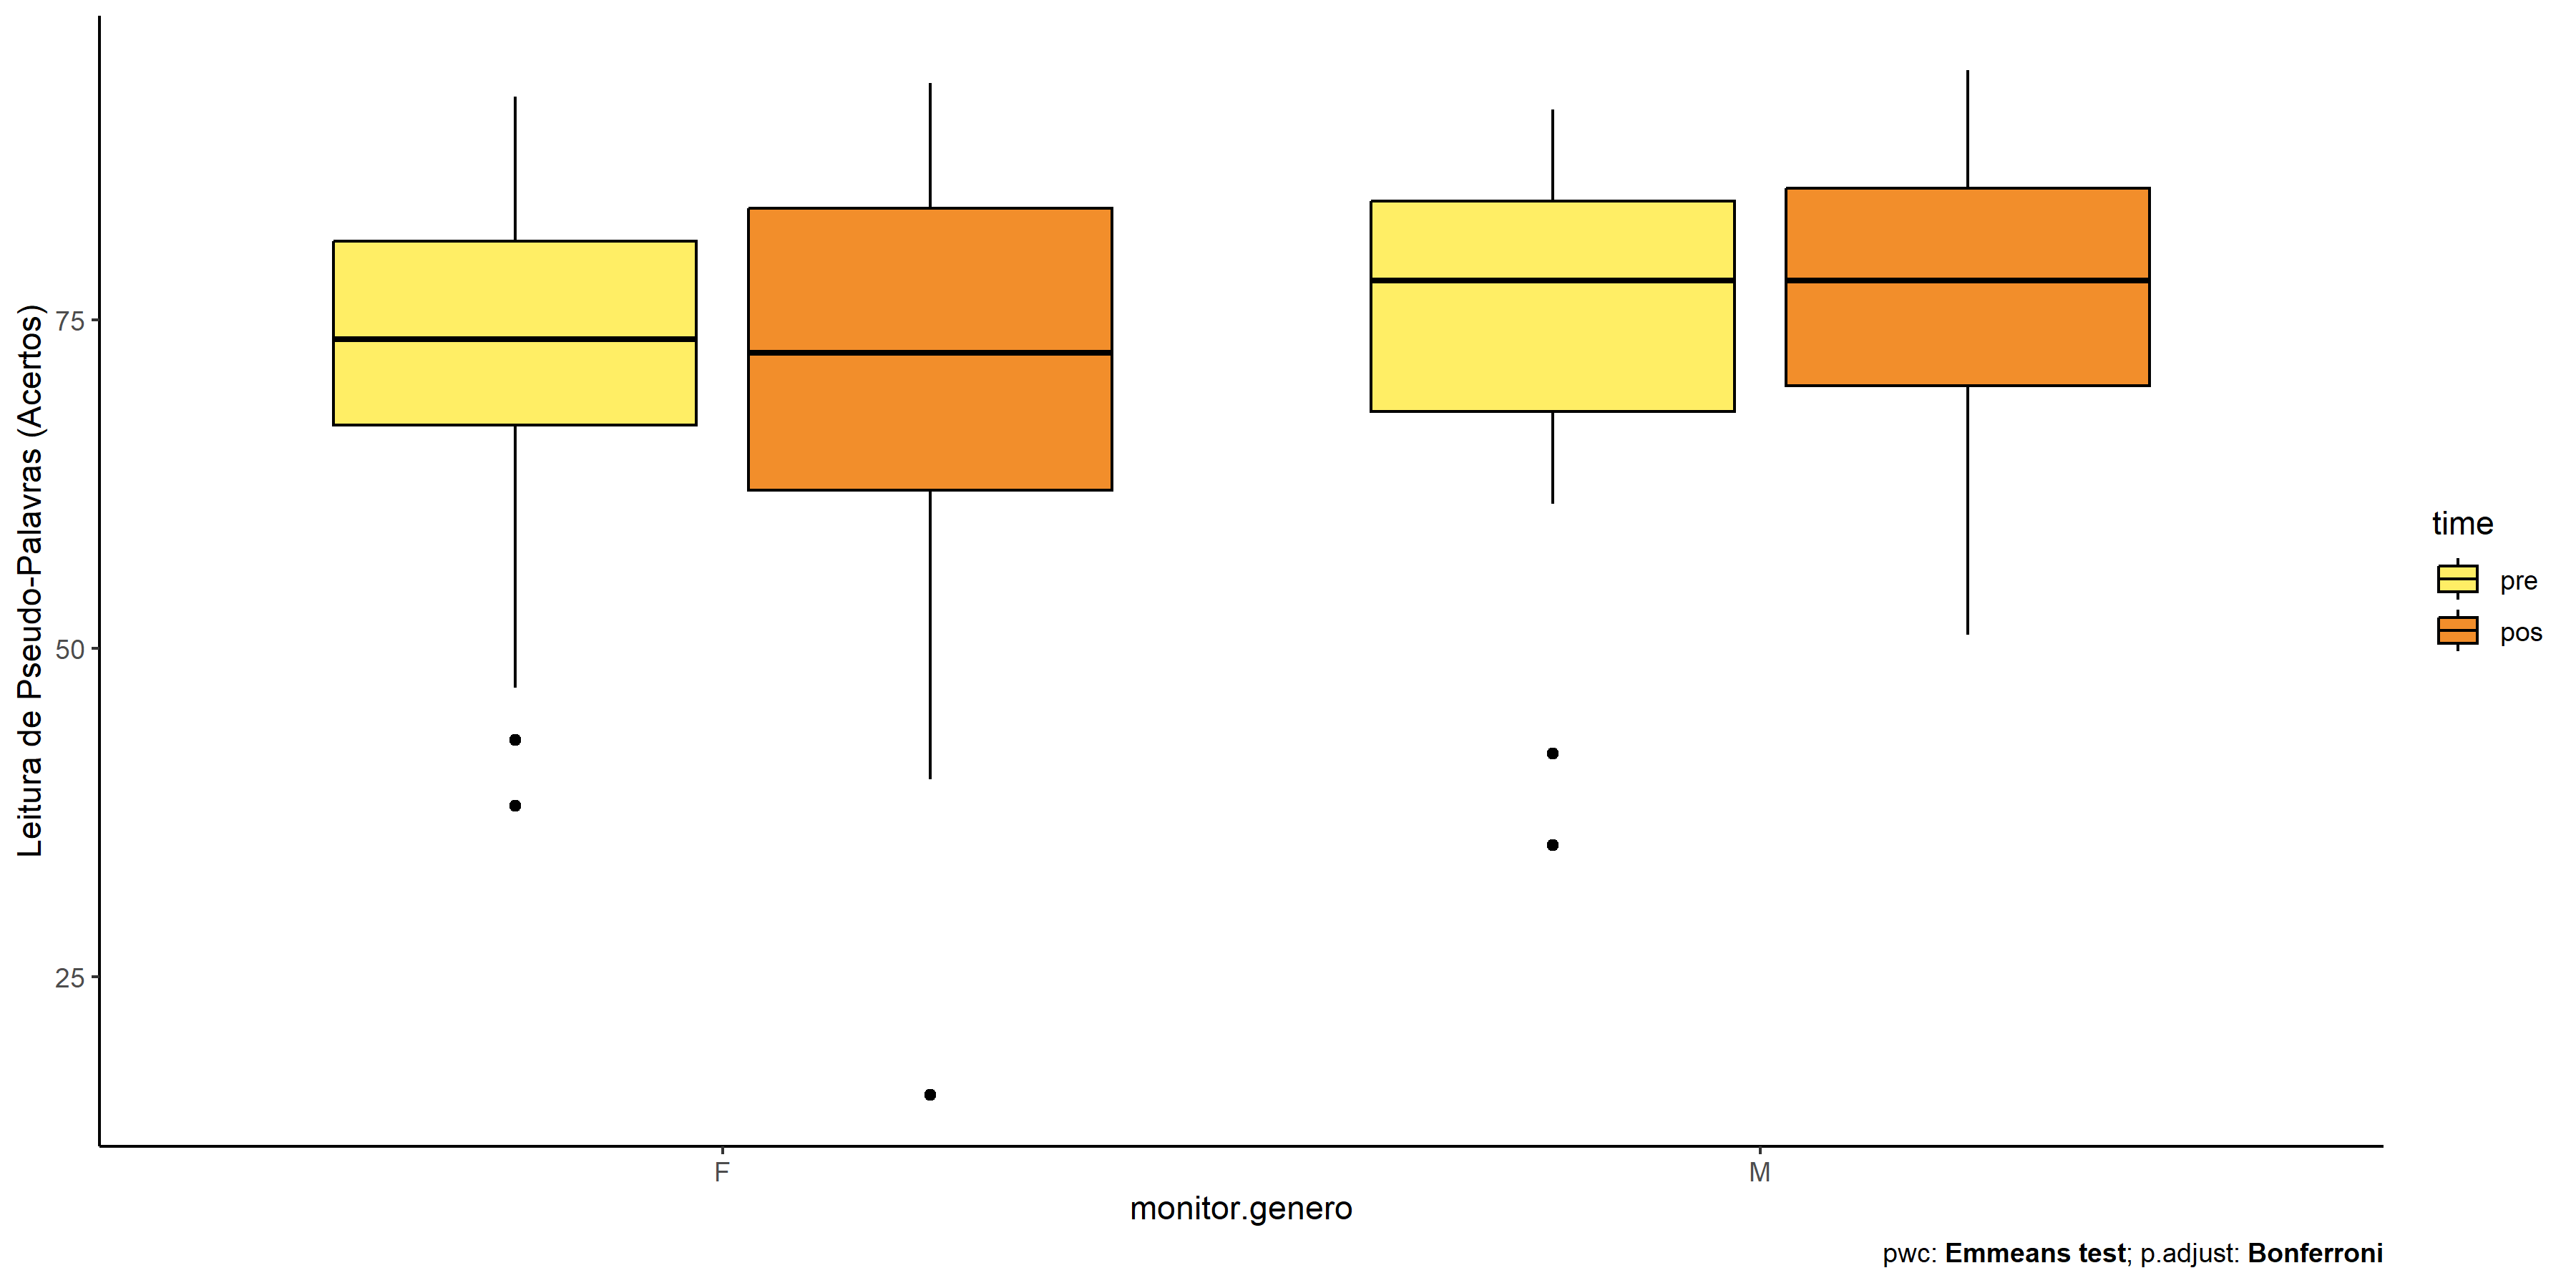 Leitura de Pseudo-Palavras (Acertos)
75
50
25
F
M
monitor.genero
time
pre
pos
pwc: Emmeans test; p.adjust: Bonferroni